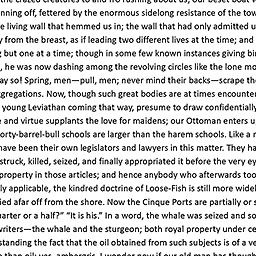 nning off, fettered by the enormous sidelong resistance of the tow
e living wall that hemmed us in; the wall that had only admitted u
y from the breast, as if leading two different lives at the time; and
g but one at a time; though in some few known instances giving bir
, he was now dashing among the revolving circles like the lone mo
ay so! Spring, men—pull, men; never mind their backs—scrape the
gregations. Now, though such great bodies are at times encounter
young Leviathan coming that way, presume to draw confidentially
e and virtue supplants the love for maidens; our Ottoman enters u
orty-barrel-bull schools are larger than the harem schools. Like a m
have been their own legislators and lawyers in this matter. They ha
struck, killed, seized, and finally appropriated it before the very ey
property in those articles; and hence anybody who afterwards too
ly applicable, the kindred doctrine of Loose-Fish is still more widel
ied afar off from the shore. Now the Cinque Ports are partially or s
uarter or a half?” “It is his.” In a word, the whale was seized and so
writers—the whale and the sturgeon; both royal property under ce
standing the fact that the oil obtained from such subjects is of a ve